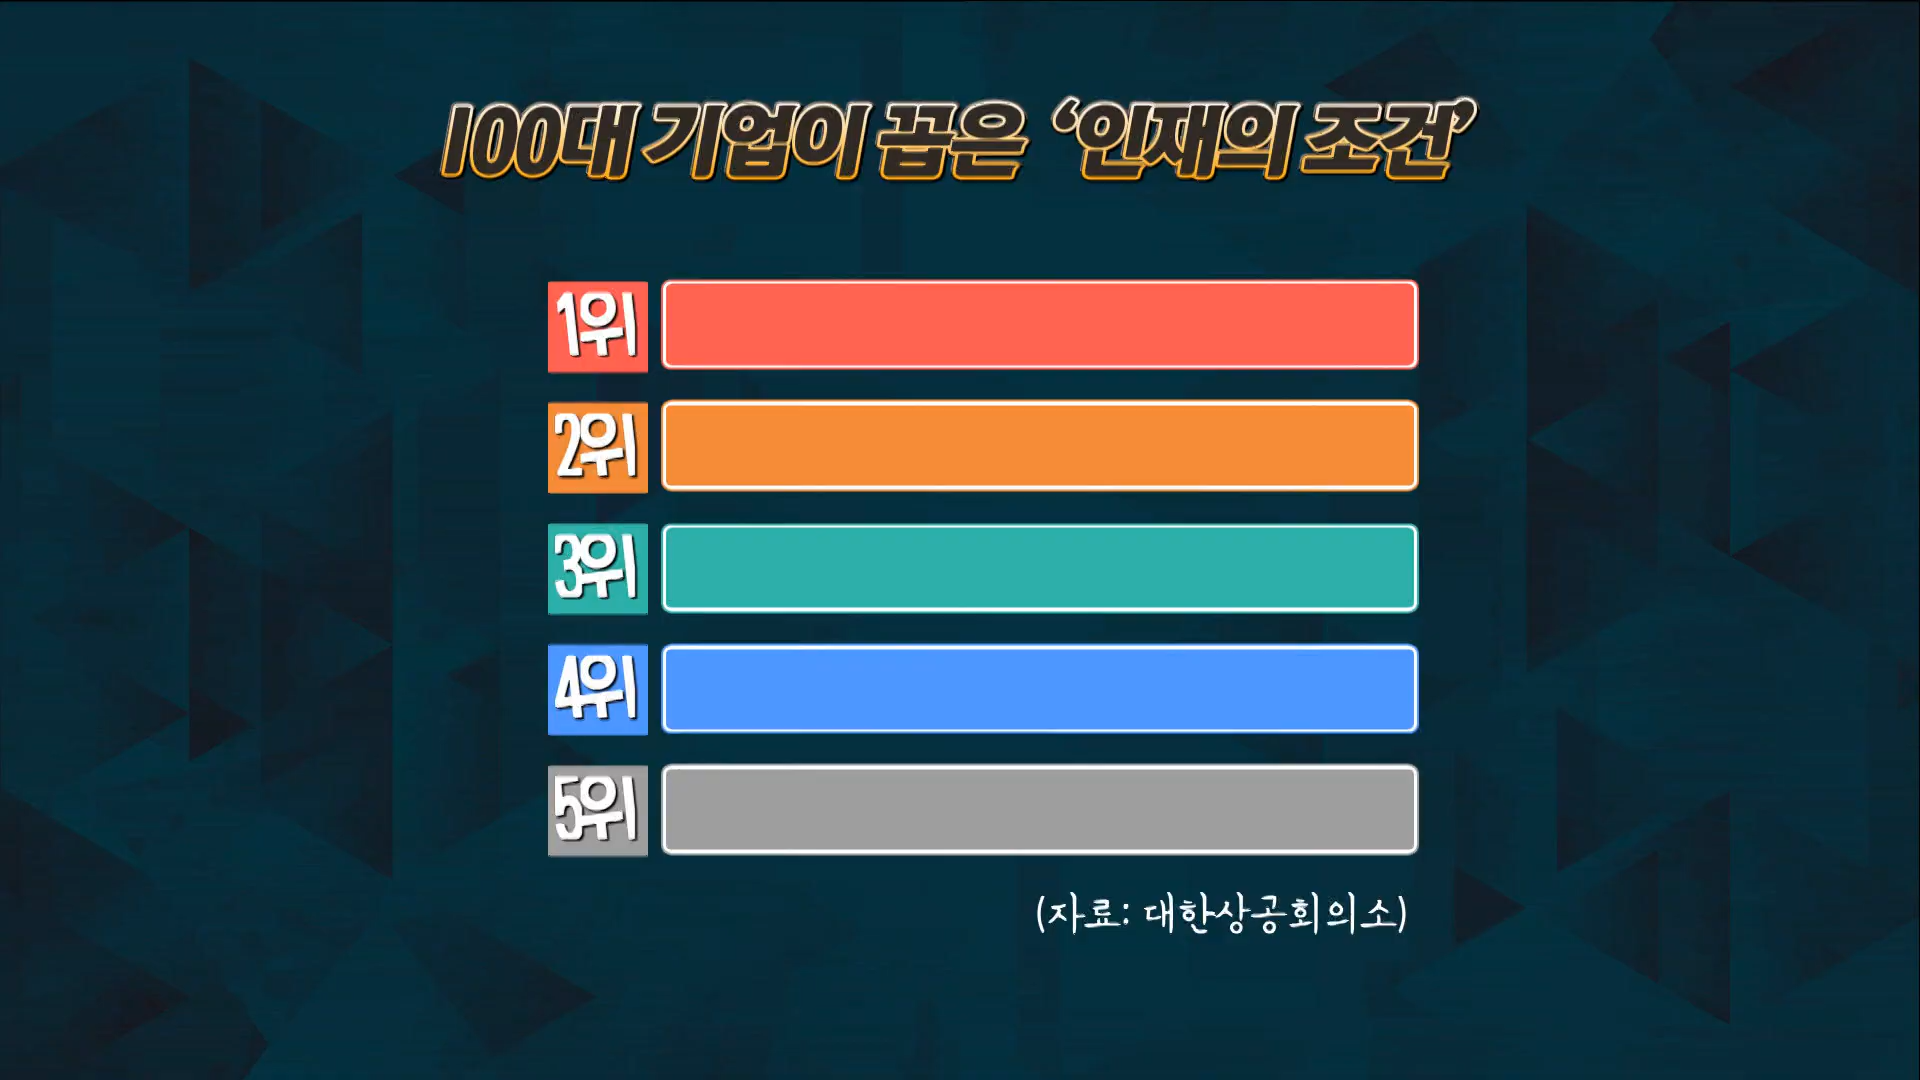 100대 기업이 꼽은 ‘인재의 조건’
1위
2위
3위
4위
5위
(자료: 대한상공회의소)